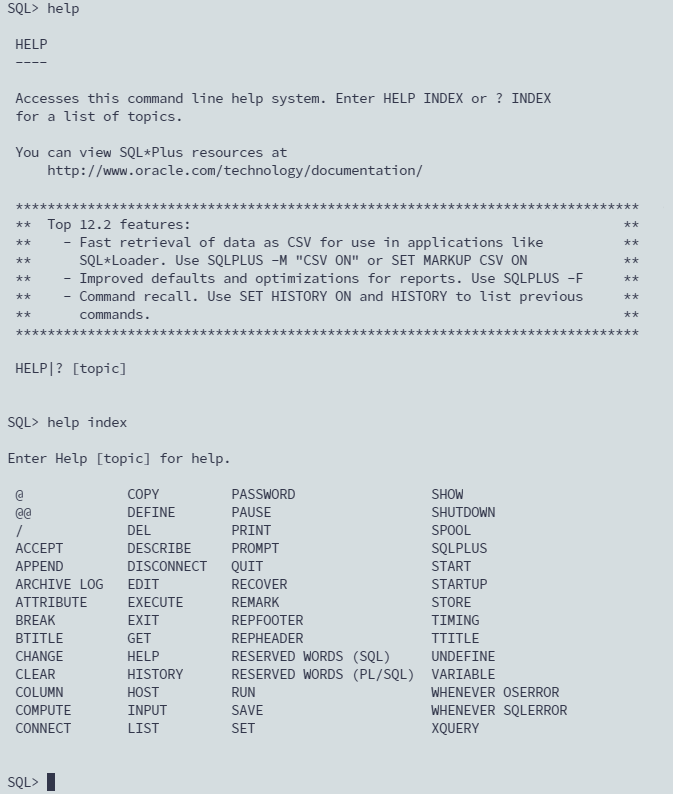 SQL> help
HELP
----
Accesses this command line help system. Enter HELP INDEX or ? INDEX
for a list of topics.
You can view SQL*Plus resources at
http://www.oracle.com/technology/documentation/
******************************************************************************
**  Top 12.2 features:                                                      **
**    - Fast retrieval of data as CSV for use in applications like          **
**      SQL*Loader. Use SQLPLUS -M "CSV ON" or SET MARKUP CSV ON            **
**    - Improved defaults and optimizations for reports. Use SQLPLUS -F     **
**    - Command recall. Use SET HISTORY ON and HISTORY to list previous     **
**      commands.                                                           **
******************************************************************************
HELP|? [topic]
SQL> help index
Enter Help [topic] for help.
@             COPY         PASSWORD                 SHOW
@@            DEFINE       PAUSE                    SHUTDOWN
/             DEL          PRINT                    SPOOL
ACCEPT        DESCRIBE     PROMPT                   SQLPLUS
APPEND        DISCONNECT   QUIT                     START
ARCHIVE LOG   EDIT         RECOVER                  STARTUP
ATTRIBUTE     EXECUTE      REMARK                   STORE
BREAK         EXIT         REPFOOTER                TIMING
BTITLE        GET          REPHEADER                TTITLE
CHANGE        HELP         RESERVED WORDS (SQL)     UNDEFINE
CLEAR         HISTORY      RESERVED WORDS (PL/SQL)  VARIABLE
COLUMN        HOST         RUN                      WHENEVER OSERROR
COMPUTE       INPUT        SAVE                     WHENEVER SQLERROR
CONNECT       LIST         SET                      XQUERY
SQL>